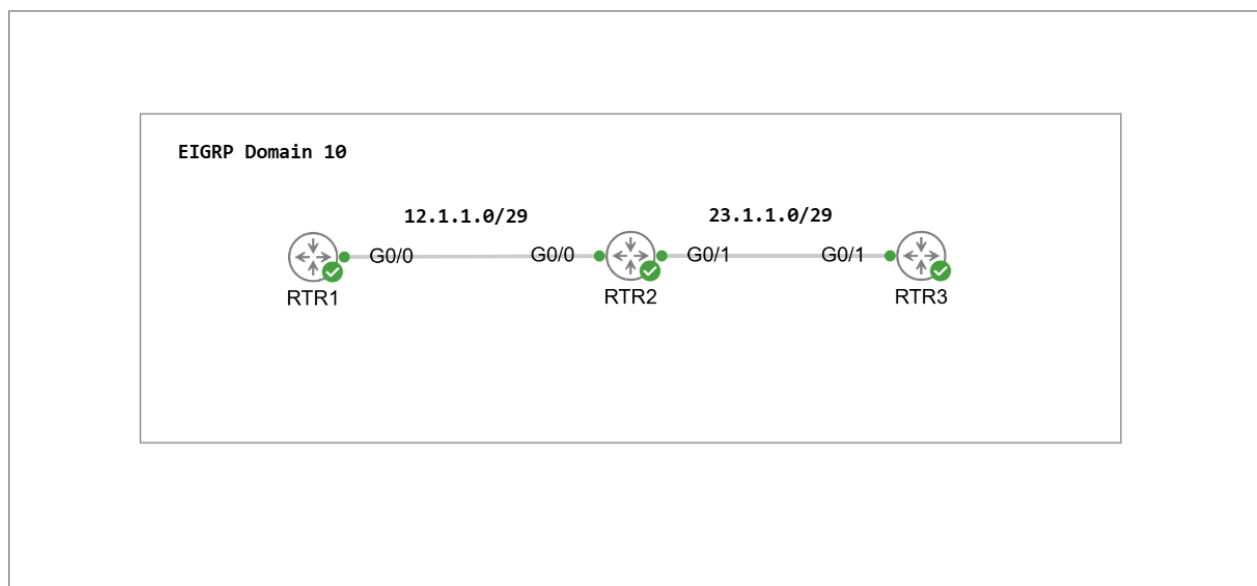 EIGRP Domain 10
12.1.1.0/29
23.1.1.0/29
G0/0
G0/0
G0/1
G0/1
RTR1
RTR2
RTR3